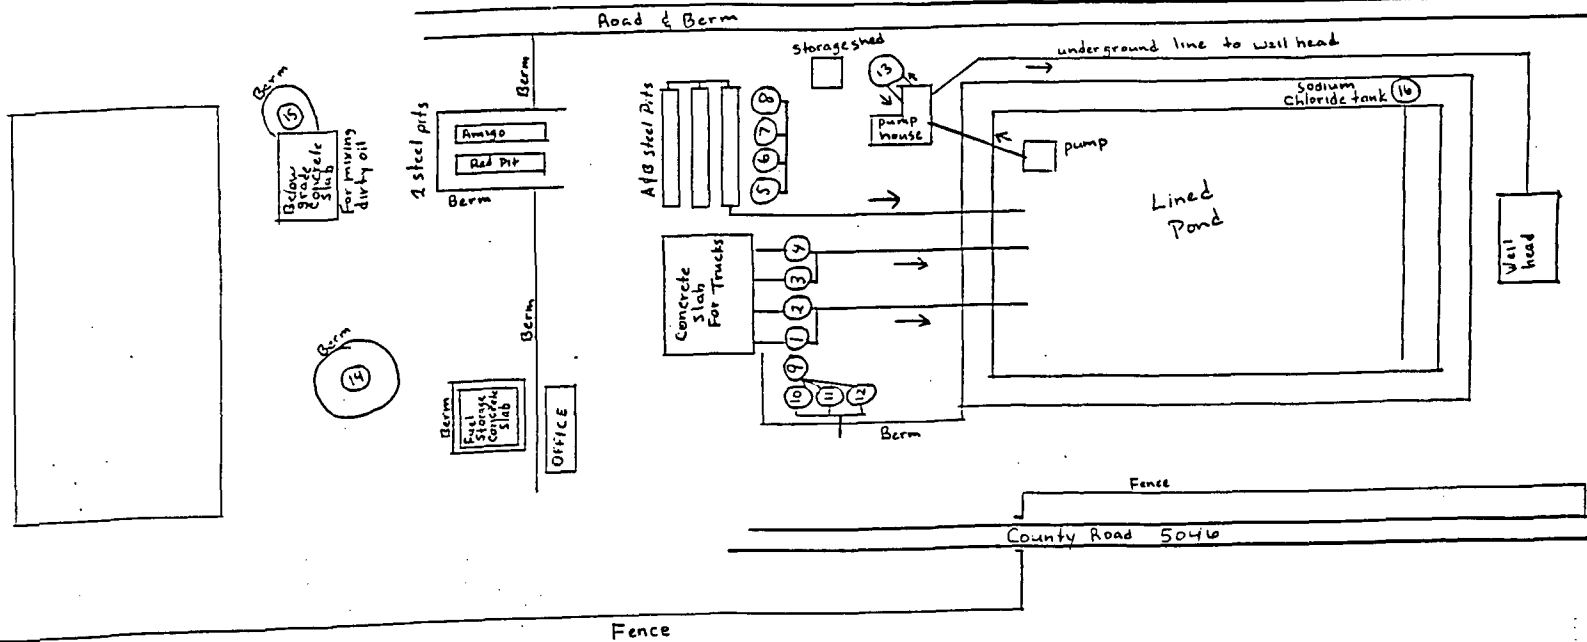 Road & Berm
Storage shed
underground line to well head
13
Sodium
Chloride tank
16
pump
house
pump
Berm
15
Below
grade
concrete
slab
For mixing
dirty oil
2 steel pits
Amigo
Red Pit
Berm
Berm
A/B Steel Pits
8
7
6
5
Lined
Pond
Well
head
Concrete
Slab
For Trucks
4
3
2
1
9
10
11
12
Berm
Berm
Berm
14
Berm
Fuel
Storage
Concrete
Slab
OFFICE
Fence
County Road 5046
Fence